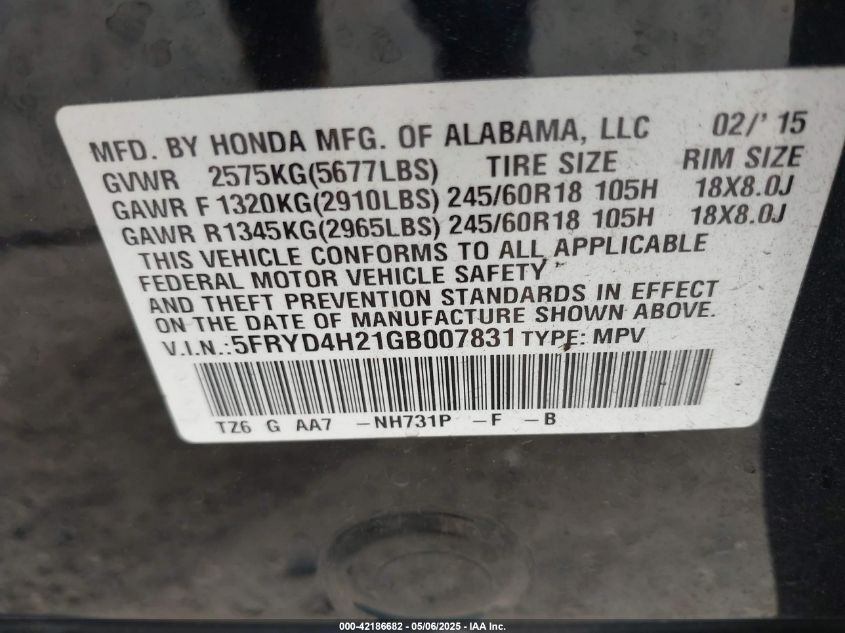 MFD. BY HONDA MFG. OF ALABAMA, LLC 02/' 15
GVWR 2575KG(5677LBS) TIRE SIZE RIM SIZE
GAWR F 1320KG(2910LBS) 245/60R18 105H 18X8.0J
GAWR R1345KG(2965LBS) 245/60R18 105H 18X8.0J
THIS VEHICLE CONFORMS TO ALL APPLICABLE
FEDERAL MOTOR VEHICLE SAFETY
AND THEFT PREVENTION STANDARDS IN EFFECT
ON THE DATE OF MANUFACTURE SHOWN ABOVE.
V.I.N.:5FRYD4H21GB007831 TYPE: MPV
TZ6 G AA7 -NH731P -F -B
000-42186682 - 05/06/2025 - IAA Inc.